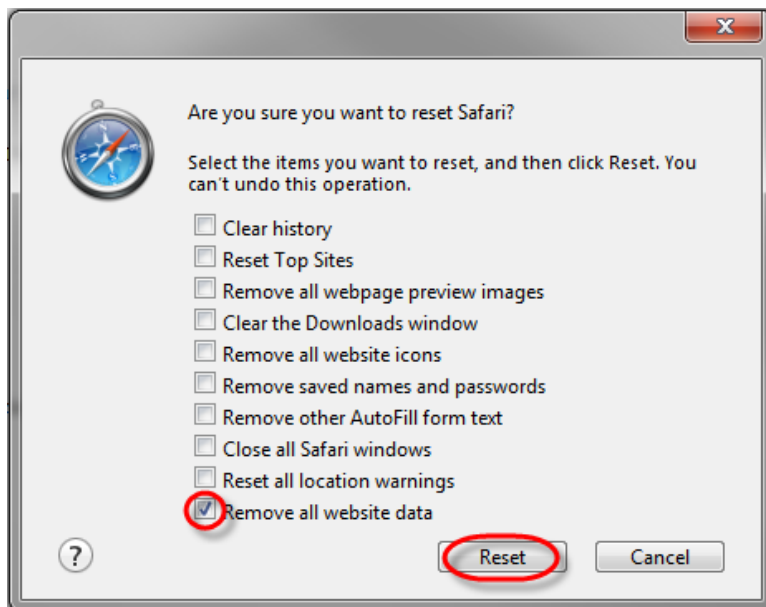 Are you sure you want to reset Safari?
Select the items you want to reset, and then click Reset. You
can't undo this operation.
Clear history
Reset Top Sites
Remove all webpage preview images
Clear the Downloads window
Remove all website icons
Remove saved names and passwords
Remove other AutoFill form text
Close all Safari windows
Reset all location warnings
Remove all website data
? Reset Cancel